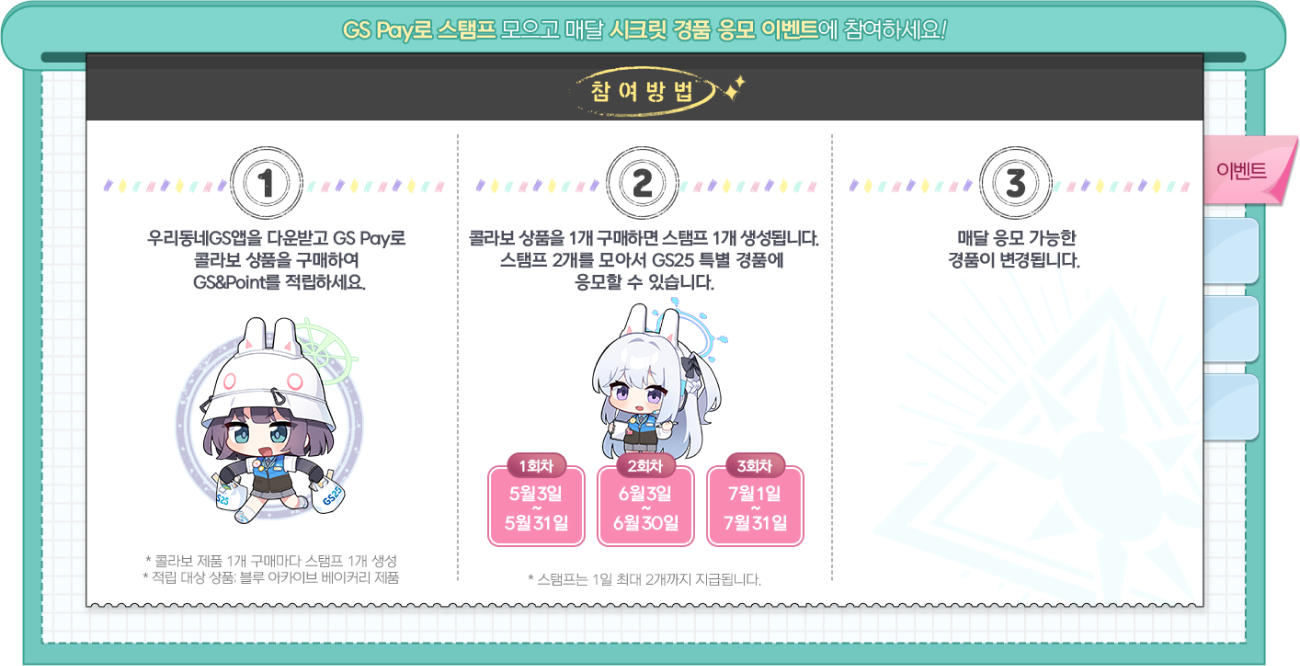 GS Pay로 스탬프 모으고 매달 시크릿 경품 응모 이벤트에 참여하세요!
참여방법
이벤트
1
우리동네GS앱을 다운받고 GS Pay로
콜라보 상품을 구매하여
GS&Point를 적립하세요.
GS25
GS25
* 콜라보 제품 1개 구매마다 스탬프 1개 생성
* 적립 대상 상품: 블루 아카이브 베이커리 제품
2
콜라보 상품을 1개 구매하면 스탬프 1개 생성됩니다.
스탬프 2개를 모아서 GS25 특별 경품에
응모할 수 있습니다.
1회차
5월3일
~
5월31일
2회차
6월3일
~
6월30일
3회차
7월1일
~
7월31일
* 스탬프는 1일 최대 2개까지 지급됩니다.
3
매달 응모 가능한
경품이 변경됩니다.